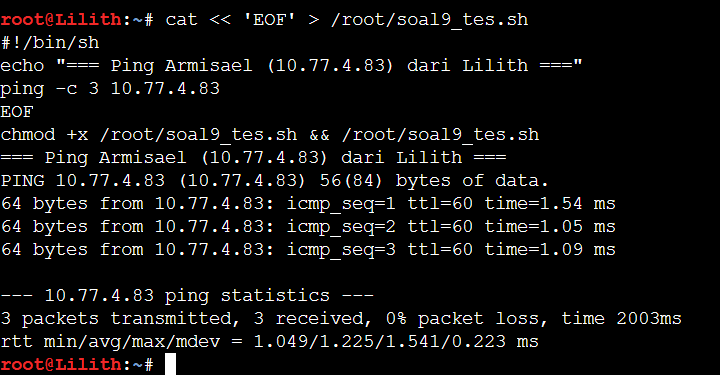 root@Lilith:~# cat << 'EOF' > /root/soal9_tes.sh
#!/bin/sh
echo "=== Ping Armisael (10.77.4.83) dari Lilith ==="
ping -c 3 10.77.4.83
EOF
chmod +x /root/soal9_tes.sh && /root/soal9_tes.sh
=== Ping Armisael (10.77.4.83) dari Lilith ===
PING 10.77.4.83 (10.77.4.83) 56(84) bytes of data.
64 bytes from 10.77.4.83: icmp_seq=1 ttl=60 time=1.54 ms
64 bytes from 10.77.4.83: icmp_seq=2 ttl=60 time=1.05 ms
64 bytes from 10.77.4.83: icmp_seq=3 ttl=60 time=1.09 ms

--- 10.77.4.83 ping statistics ---
3 packets transmitted, 3 received, 0% packet loss, time 2003ms
rtt min/avg/max/mdev = 1.049/1.225/1.541/0.223 ms
root@Lilith:~#